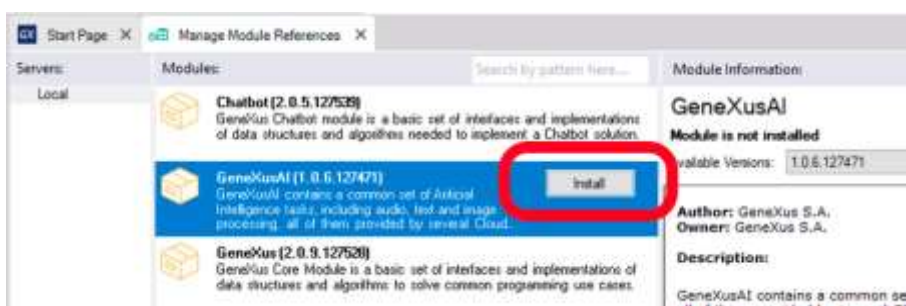 GX Start Page X Manage Module References X
Servers:
Modules:
Search by pattern here...
Module Information:
Local
Chatbot (2.0.5.127539)
GeneXus Chatbot module is a basic set of interfaces and implementations
of data structures and algorithms needed to implement a Chatbot solution.
GeneXusAI (1.0.6.127471)
GeneXusAI contains a common set of Artificial
Intelligence tasks, including audio, text and image
processing, all of them provided by several Cloud...
Install
GeneXus (2.0.9.127528)
GeneXus Core Module is a basic set of interfaces and implementations of
data structures and algorithms to solve common programming use cases.
GeneXusAI
Module is not installed
Available Versions: 1.0.6.127471
Author: GeneXus S.A.
Owner: GeneXus S.A.
Description:
GeneXusAI contains a common se